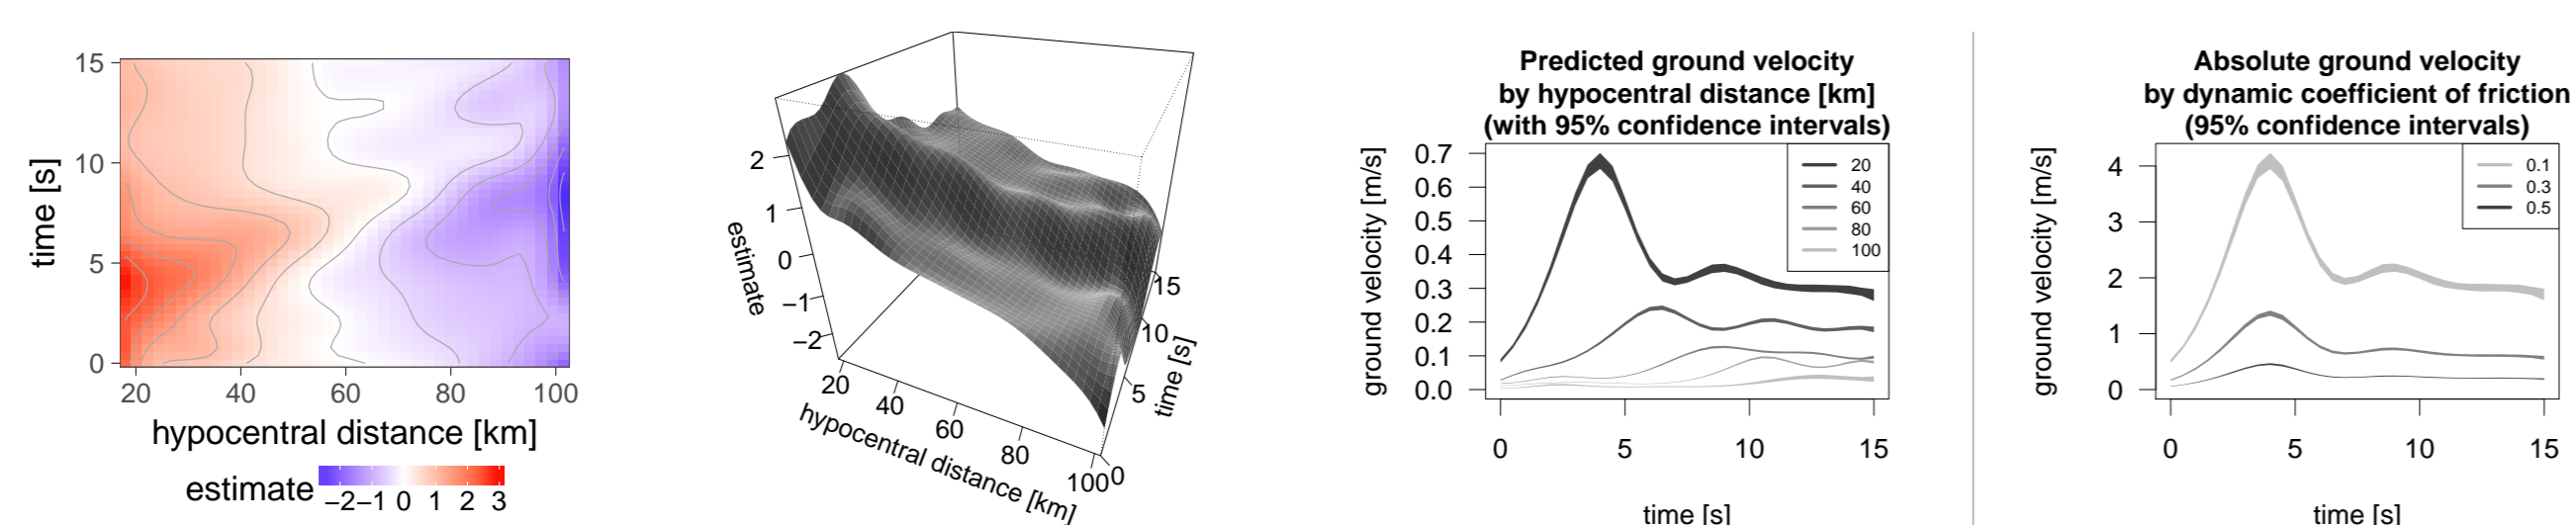 15
10
5
0
time [s]
20 40 60 80 100
hypocentral distance [km]
estimate
−2 −1 0 1 2 3
2
1
0
−1
−2
estimate
20 40 60 80 100
hypocentral distance [km]
0 5 10 15
time [s]
Predicted ground velocity
by hypocentral distance [km]
(with 95% confidence intervals)
ground velocity [m/s]
0.7
0.6
0.5
0.4
0.3
0.2
0.1
0.0
20
40
60
80
100
0 5 10 15
time [s]
Absolute ground velocity
by dynamic coefficient of friction
(95% confidence intervals)
ground velocity [m/s]
4
3
2
1
0
0.1
0.3
0.5
0 5 10 15
time [s]